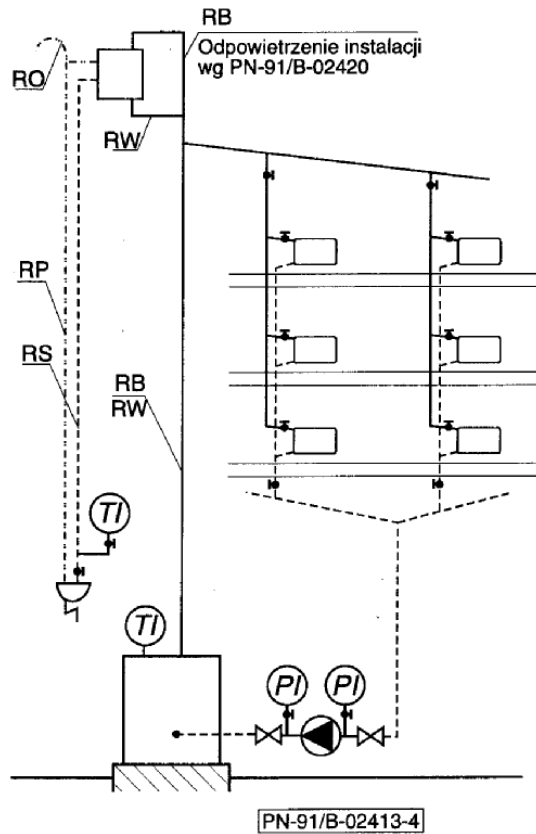 RB
Odpowietrzenie instalacji
wg PN-91/B-02420
RO
RW
RP
RS
RB
RW
TI
TI
PI PI
PN-91/B-02413-4